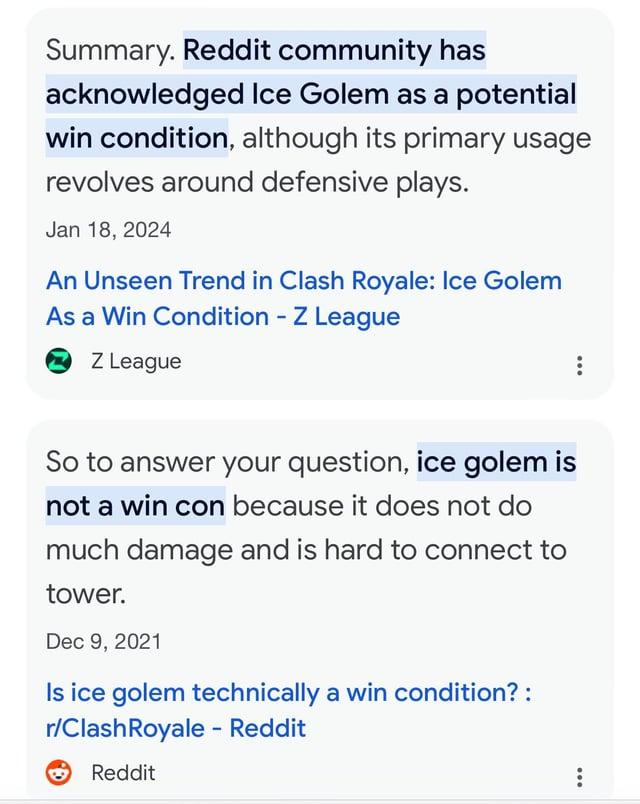 Summary. Reddit community has
acknowledged Ice Golem as a potential
win condition, although its primary usage
revolves around defensive plays.
Jan 18, 2024
An Unseen Trend in Clash Royale: Ice Golem
As a Win Condition - Z League
Z League
So to answer your question, ice golem is
not a win con because it does not do
much damage and is hard to connect to
tower.
Dec 9, 2021
Is ice golem technically a win condition? :
r/ClashRoyale - Reddit
Reddit